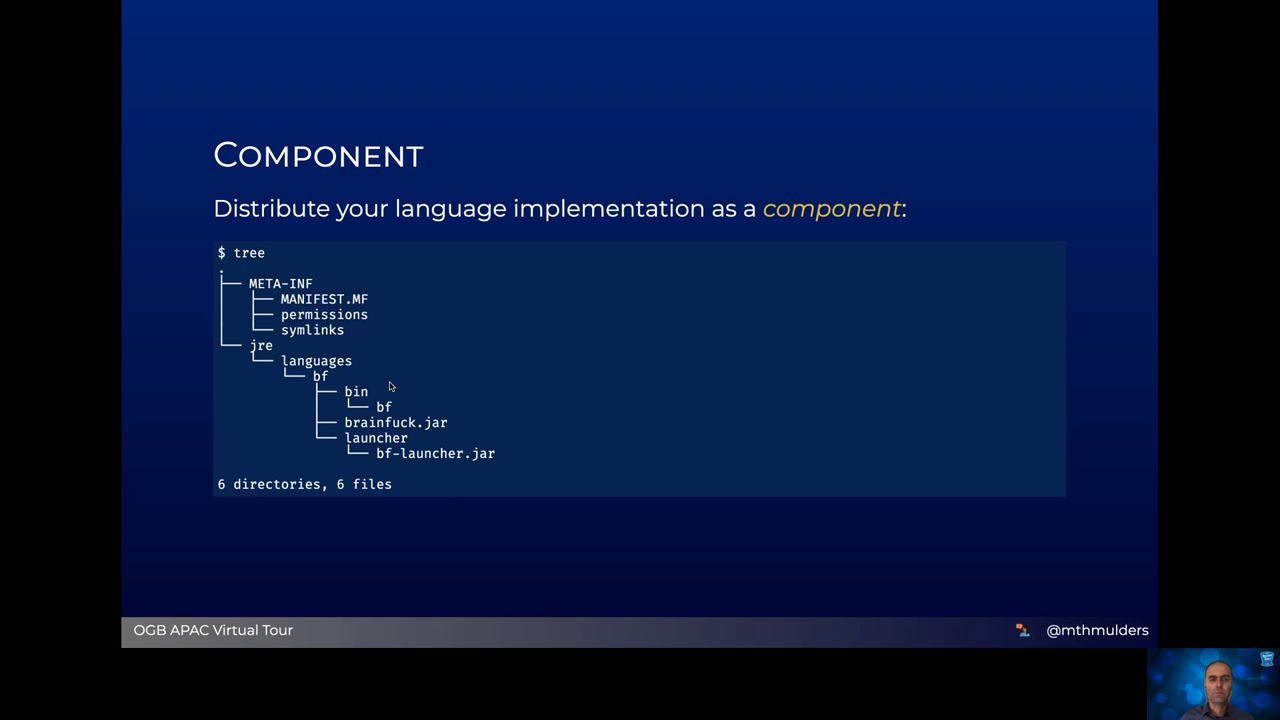 COMPONENT
Distribute your language implementation as a component:
$ tree
.
├── META-INF
│   ├── MANIFEST.MF
│   ├── permissions
│   └── symlinks
└── jre
    └── languages
        └── bf
            ├── bin
            │   └── bf
            ├── brainfuck.jar
            └── launcher
                └── bf-launcher.jar
6 directories, 6 files
OGB APAC Virtual Tour
@mthmulders